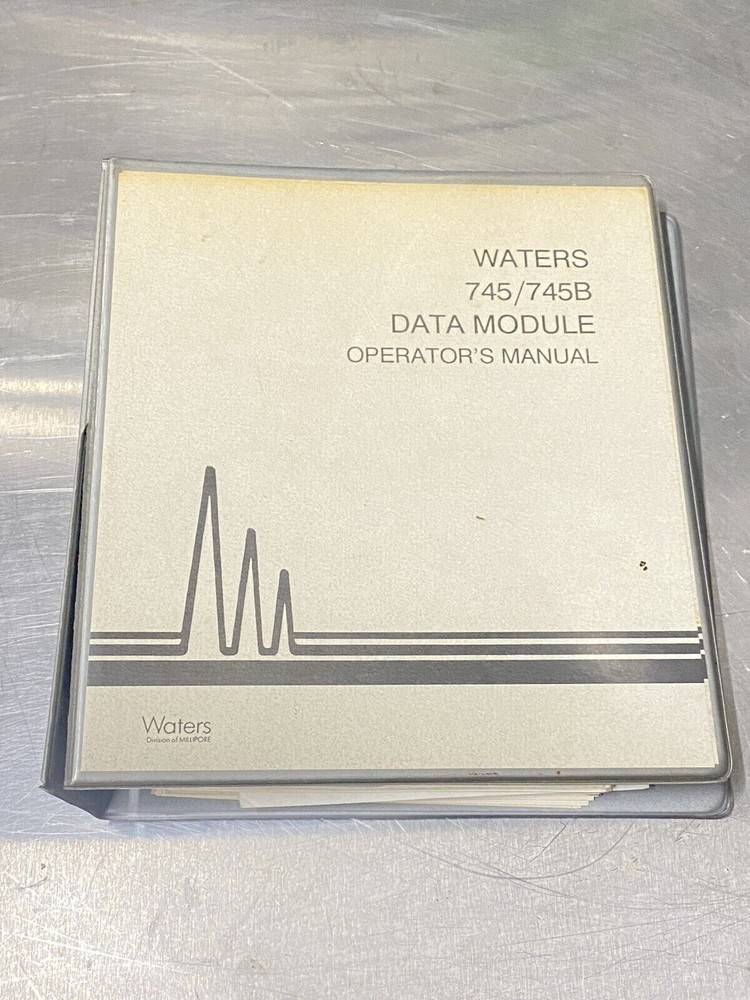 WATERS
745/745B
DATA MODULE
OPERATOR'S MANUAL
Waters
Division of MILLIPORE